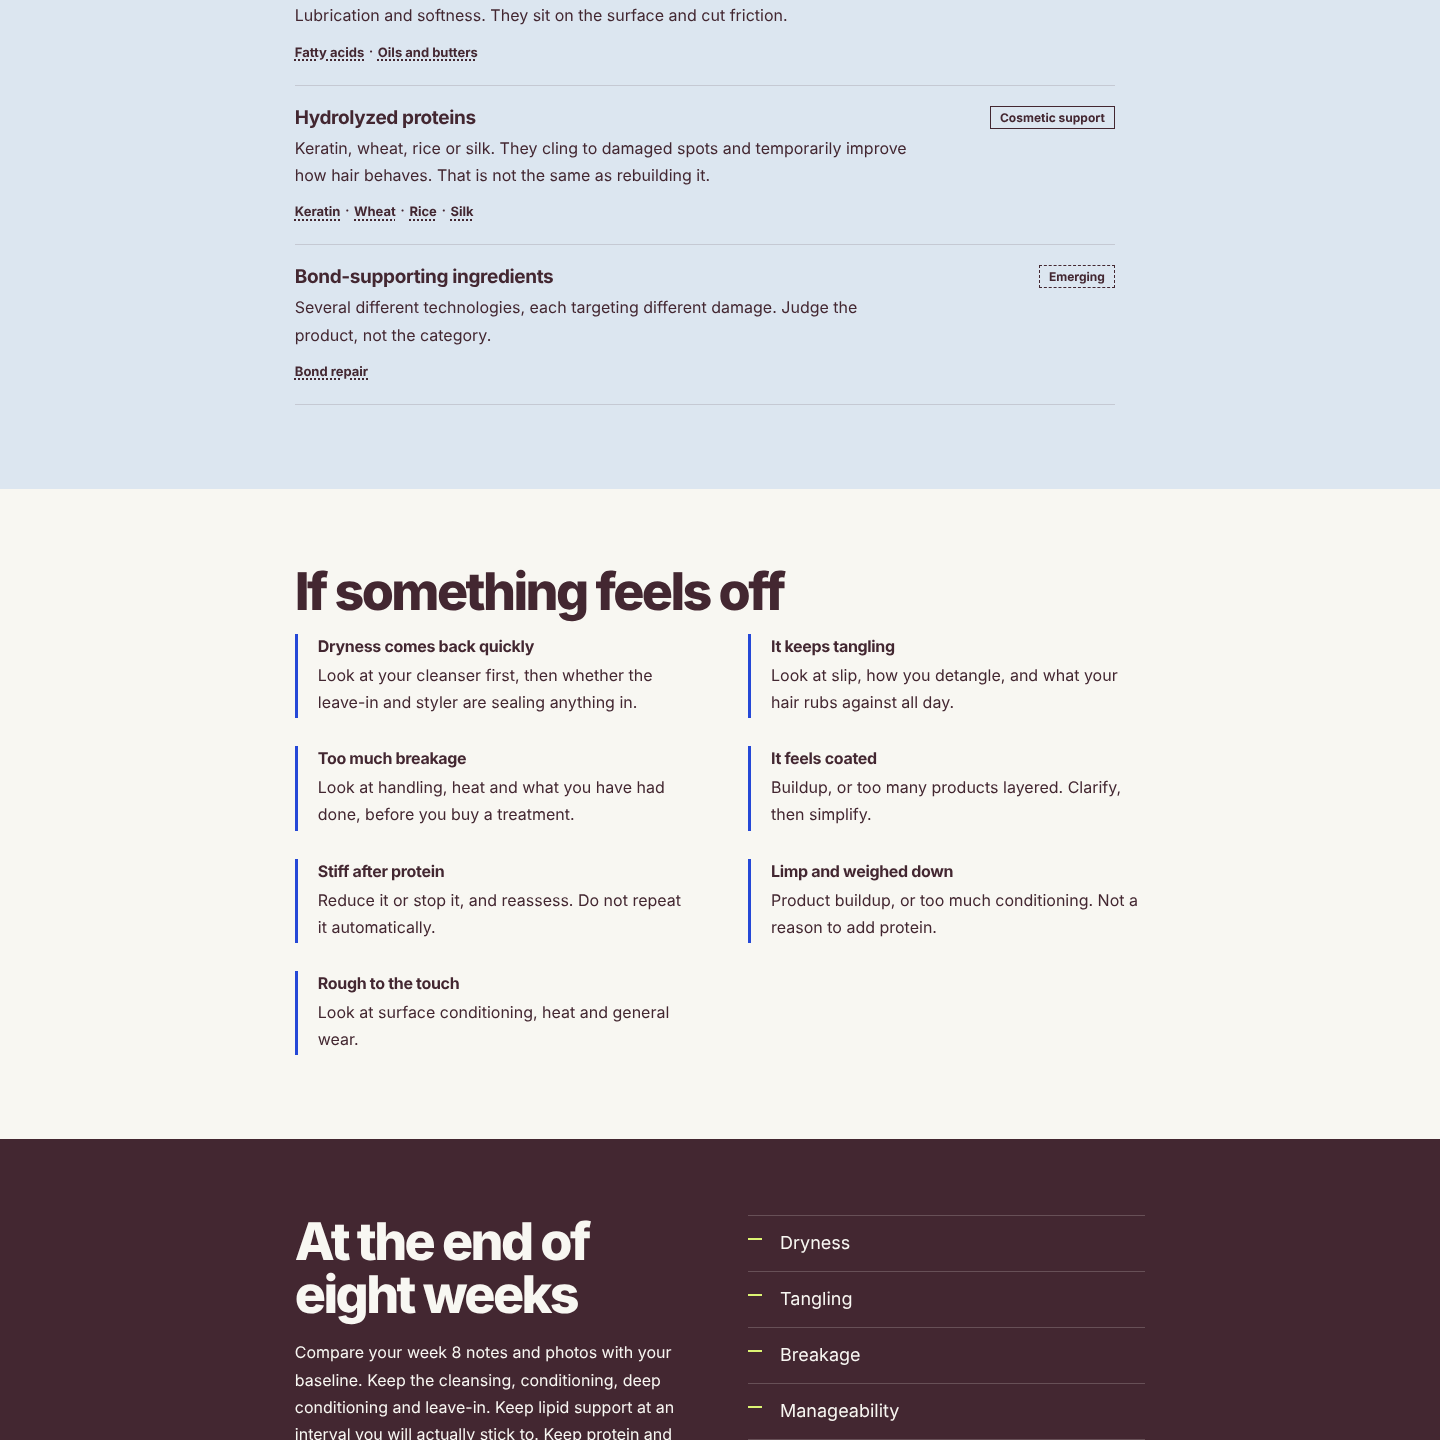 Lubrication and softness. They sit on the surface and cut friction.
Fatty acids · Oils and butters
Hydrolyzed proteins
Cosmetic support
Keratin, wheat, rice or silk. They cling to damaged spots and temporarily improve
how hair behaves. That is not the same as rebuilding it.
Keratin · Wheat · Rice · Silk
Bond-supporting ingredients
Emerging
Several different technologies, each targeting different damage. Judge the
product, not the category.
Bond repair
If something feels off
Dryness comes back quickly
Look at your cleanser first, then whether the
leave-in and styler are sealing anything in.
It keeps tangling
Look at slip, how you detangle, and what your
hair rubs against all day.
Too much breakage
Look at handling, heat and what you have had
done, before you buy a treatment.
It feels coated
Buildup, or too many products layered. Clarify,
then simplify.
Stiff after protein
Reduce it or stop it, and reassess. Do not repeat
it automatically.
Limp and weighed down
Product buildup, or too much conditioning. Not a
reason to add protein.
Rough to the touch
Look at surface conditioning, heat and general
wear.
At the end of
eight weeks
Compare your week 8 notes and photos with your
baseline. Keep the cleansing, conditioning, deep
conditioning and leave-in. Keep lipid support at an
interval you will actually stick to. Keep protein and
Dryness
Tangling
Breakage
Manageability